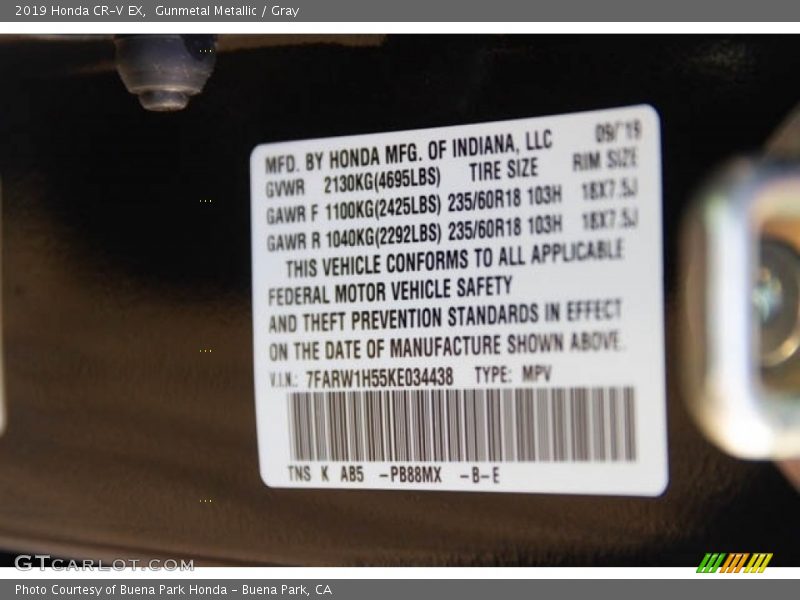 2019 Honda CR-V EX, Gunmetal Metallic / Gray
MFD. BY HONDA MFG. OF INDIANA, LLC 09/18
GVWR 2130KG(4695LBS) TIRE SIZE RIM SIZE
GAWR F 1100KG(2425LBS) 235/60R18 103H 18X7.5J
GAWR R 1040KG(2292LBS) 235/60R18 103H 18X7.5J
THIS VEHICLE CONFORMS TO ALL APPLICABLE
FEDERAL MOTOR VEHICLE SAFETY
AND THEFT PREVENTION STANDARDS IN EFFECT
ON THE DATE OF MANUFACTURE SHOWN ABOVE.
V.I.N.: 7FARW1H55KE034438 TYPE: MPV
TNS K AB5 -PB88MX -B-E
GTCARLOT.COM
Photo Courtesy of Buena Park Honda - Buena Park, CA